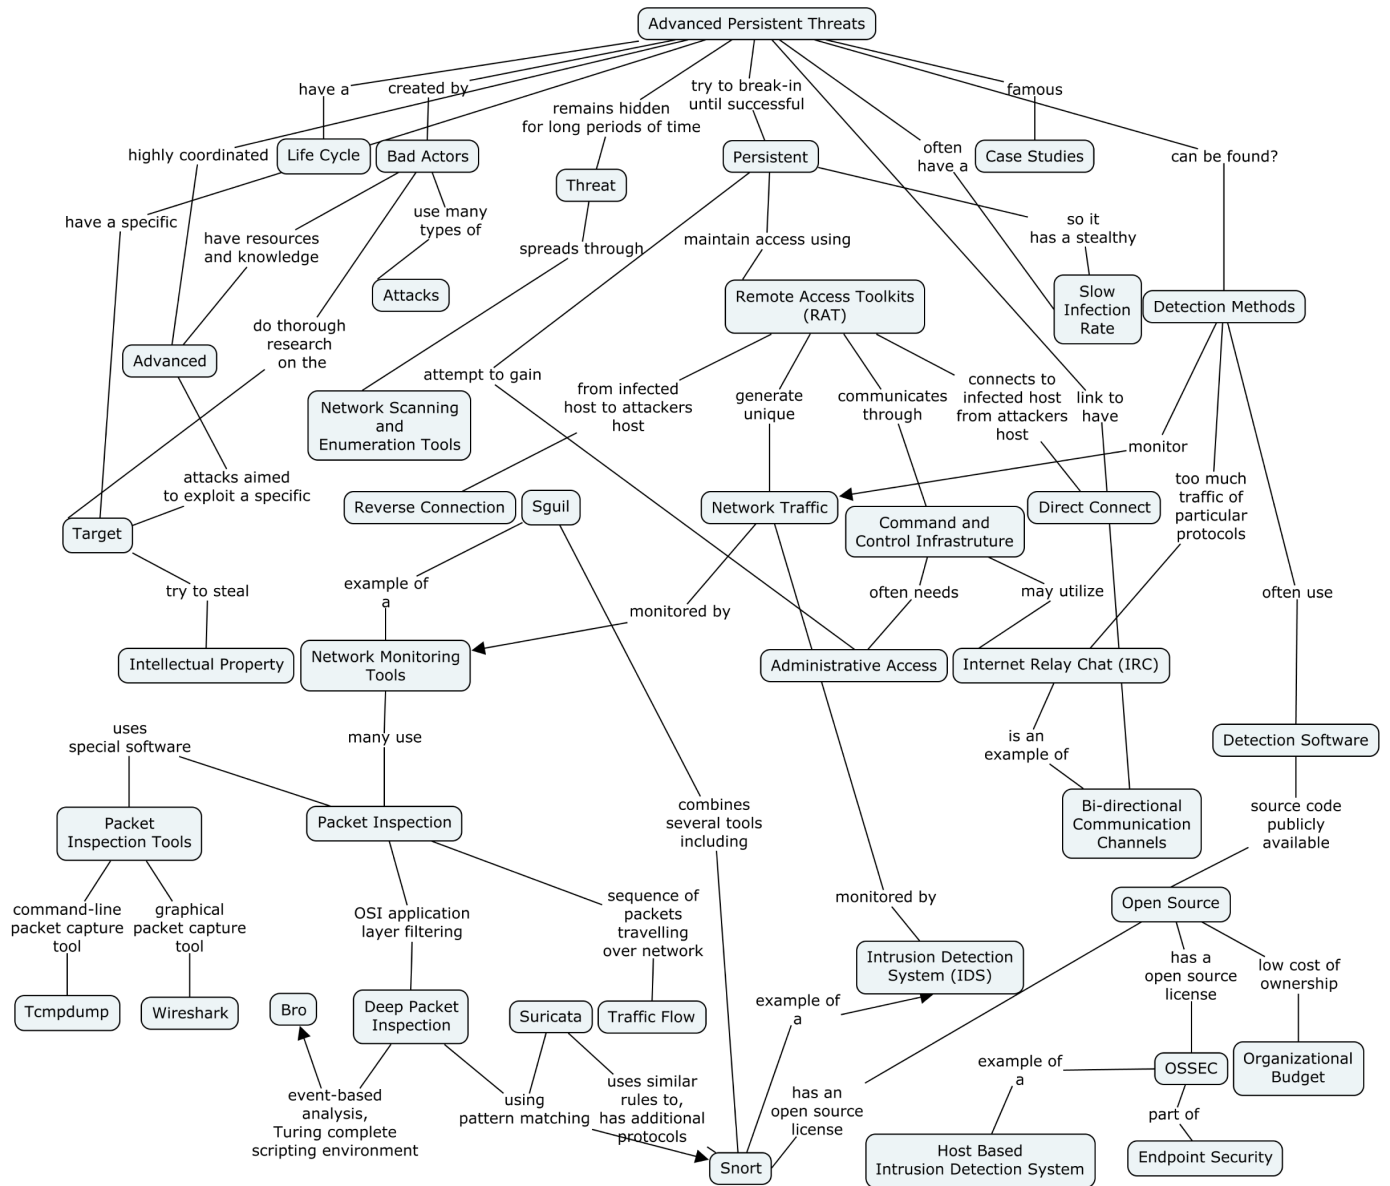 Advanced Persistent Threats
have a
created by
try to break-in
until successful
famous
remains hidden
for long periods of time
highly coordinated
Life Cycle
Bad Actors
Persistent
often
have a
Case Studies
can be found?
Threat
have a specific
use many
types of
so it
has a stealthy
have resources
and knowledge
spreads through
maintain access using
Attacks
Remote Access Toolkits
(RAT)
Slow
Infection
Rate
Detection Methods
do thorough
research
on the
Advanced
attempt to gain
from infected
host to attackers
host
generate
unique
communicates
through
connects to
infected host
from attackers
host
link to
have
Network Scanning
and
Enumeration Tools
monitor
attacks aimed
to exploit a specific
too much
traffic of
particular
protocols
Reverse Connection
Sguil
Network Traffic
Direct Connect
Target
Command and
Control Infrastruture
try to steal
example of
a
monitored by
often needs
may utilize
often use
Intellectual Property
Network Monitoring
Tools
Administrative Access
Internet Relay Chat (IRC)
uses
special software
many use
is an
example of
Detection Software
Packet
Inspection Tools
Packet Inspection
combines
several tools
including
Bi-directional
Communication
Channels
source code
publicly
available
command-line
packet capture
tool
graphical
packet capture
tool
OSI application
layer filtering
sequence of
packets
travelling
over network
monitored by
Open Source
Intrusion Detection
System (IDS)
has a
open source
license
low cost of
ownership
Tcmpdump
Wireshark
Bro
Deep Packet
Inspection
Suricata
Traffic Flow
example of
a
example of
a
OSSEC
Organizational
Budget
event-based
analysis,
Turing complete
scripting environment
using
pattern matching
uses similar
rules to,
has additional
protocols
has an
open source
license
part of
Snort
Host Based
Intrusion Detection System
Endpoint Security